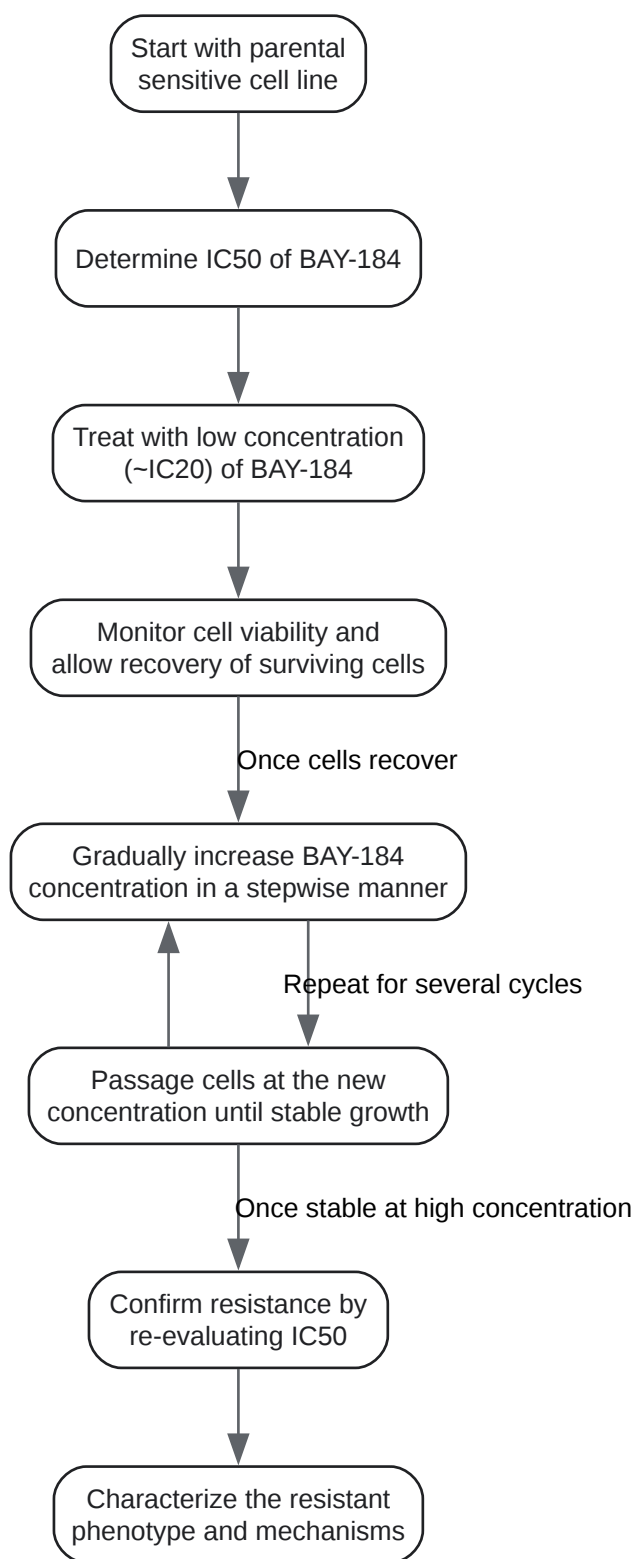 Start with parental
sensitive cell line
Determine IC50 of BAY-184
Treat with low concentration
(~IC20) of BAY-184
Monitor cell viability and
allow recovery of surviving cells
Once cells recover
Gradually increase BAY-184
concentration in a stepwise manner
Repeat for several cycles
Passage cells at the new
concentration until stable growth
Once stable at high concentration
Confirm resistance by
re-evaluating IC50
Characterize the resistant
phenotype and mechanisms